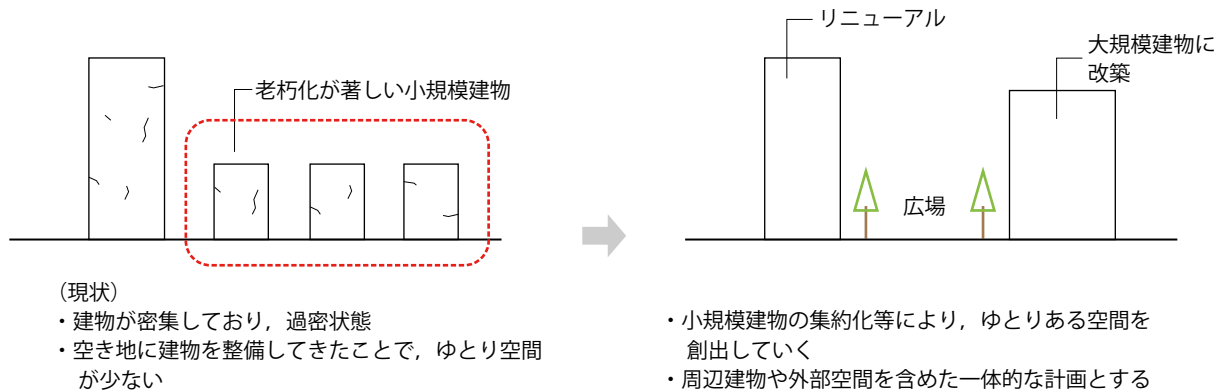 老朽化が著しい小規模建物
（現状）
・建物が密集しており，過密状態
・空き地に建物を整備してきたことで，ゆとり空間
が少ない
リニューアル
大規模建物に
改築
広場
・小規模建物の集約化等により，ゆとりある空間を
創出していく
・周辺建物や外部空間を含めた一体的な計画とする